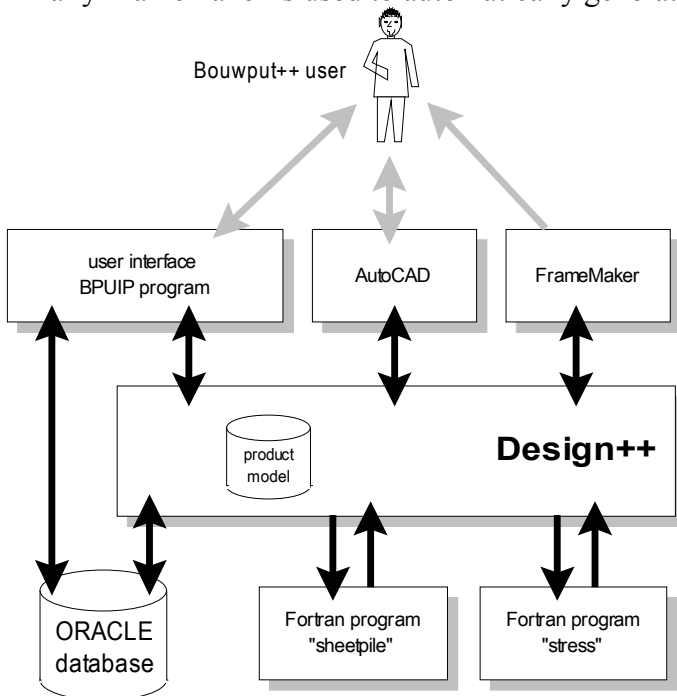 Bouwput++ user
user interface
BPUIP program
AutoCAD
FrameMaker
product
model
Design++
ORACLE
database
Fortran program
"sheetpile"
Fortran program
"stress"